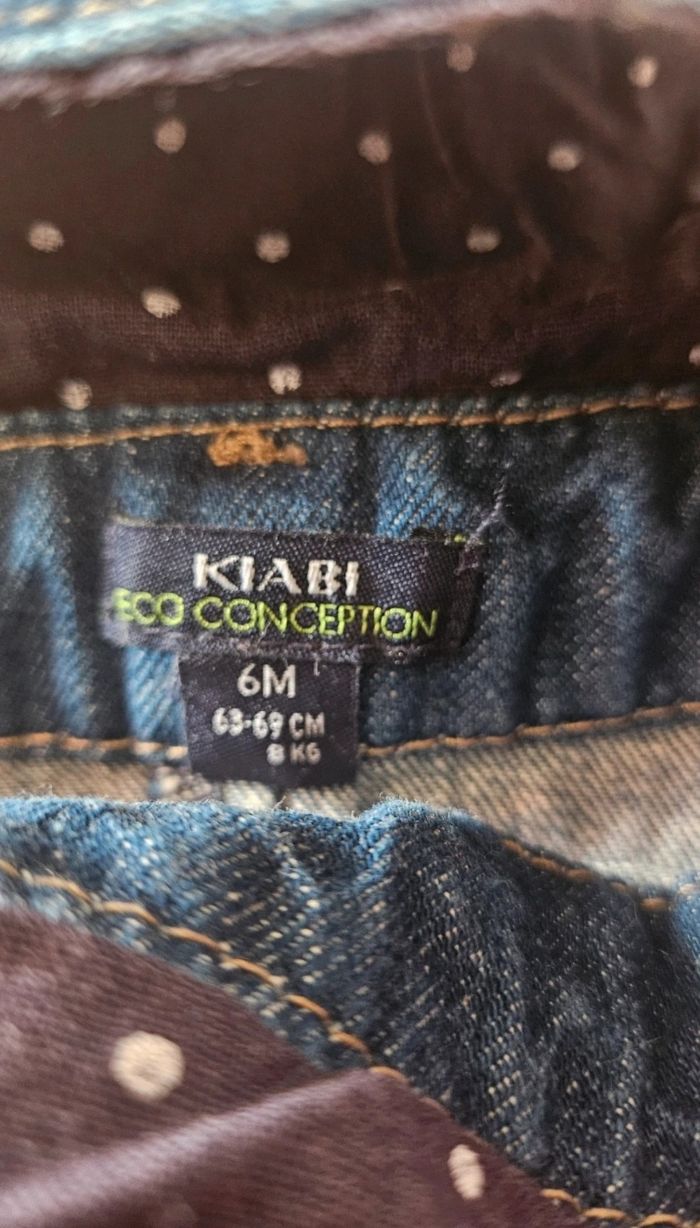 KIABI
ECO CONCEPTION
6M
63-69 CM
8 KG